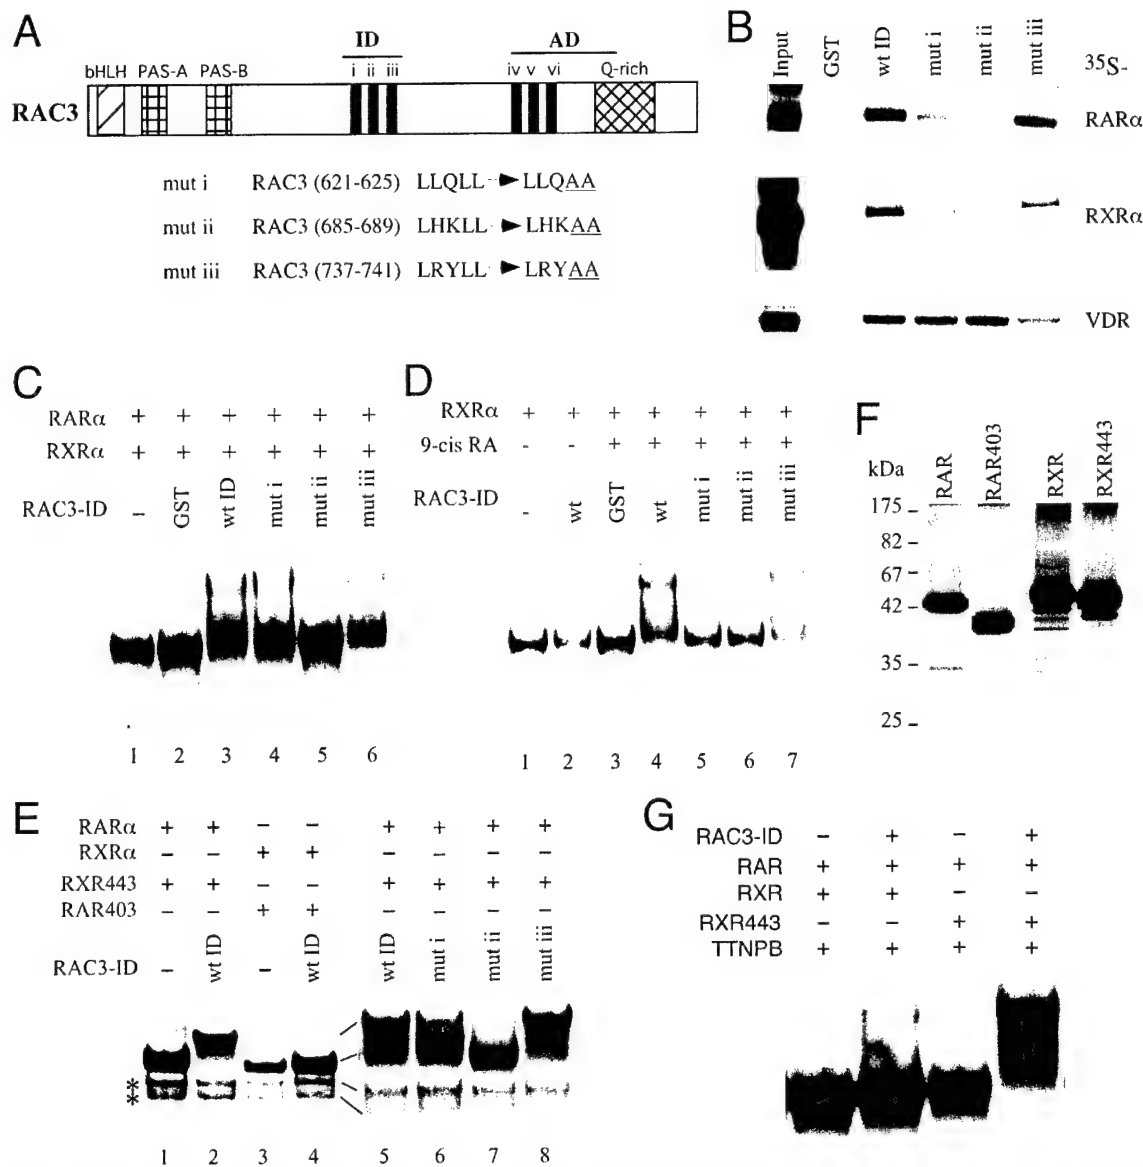 A
ID
AD
bHLH PAS-A PAS-B i ii iii iv v vi Q-rich
RAC3
mut i RAC3 (621-625) LLQLL LLQAA
mut ii RAC3 (685-689) LHKLL LHKAA
mut iii RAC3 (737-741) LRYLL LRYAA
B
Input GST wt ID mut i mut ii mut iii 35S-
RARα
RXRα
VDR
C
RARα + + + + + +
RXRα + + + + + +
RAC3-ID – GST wt ID mut i mut ii mut iii
1 2 3 4 5 6
D
RXRα + + + + + + +
9-cis RA - - + + + + +
RAC3-ID - wt GST wt mut i mut ii mut iii
1 2 3 4 5 6 7
F
kDa RAR RAR403 RXR RXR443
175 –
82 –
67 –
42 –
35 –
25 –
E
RARα + + – – + + + +
RXRα – – + + – – – –
RXR443 + + – – + + + +
RAR403 – – + + – – – –
RAC3-ID – wt ID – wt ID wt ID mut i mut ii mut iii
*
*
1 2 3 4 5 6 7 8
G
RAC3-ID – + – +
RAR + + + +
RXR + + – –
RXR443 – – + +
TTNPB + + + +